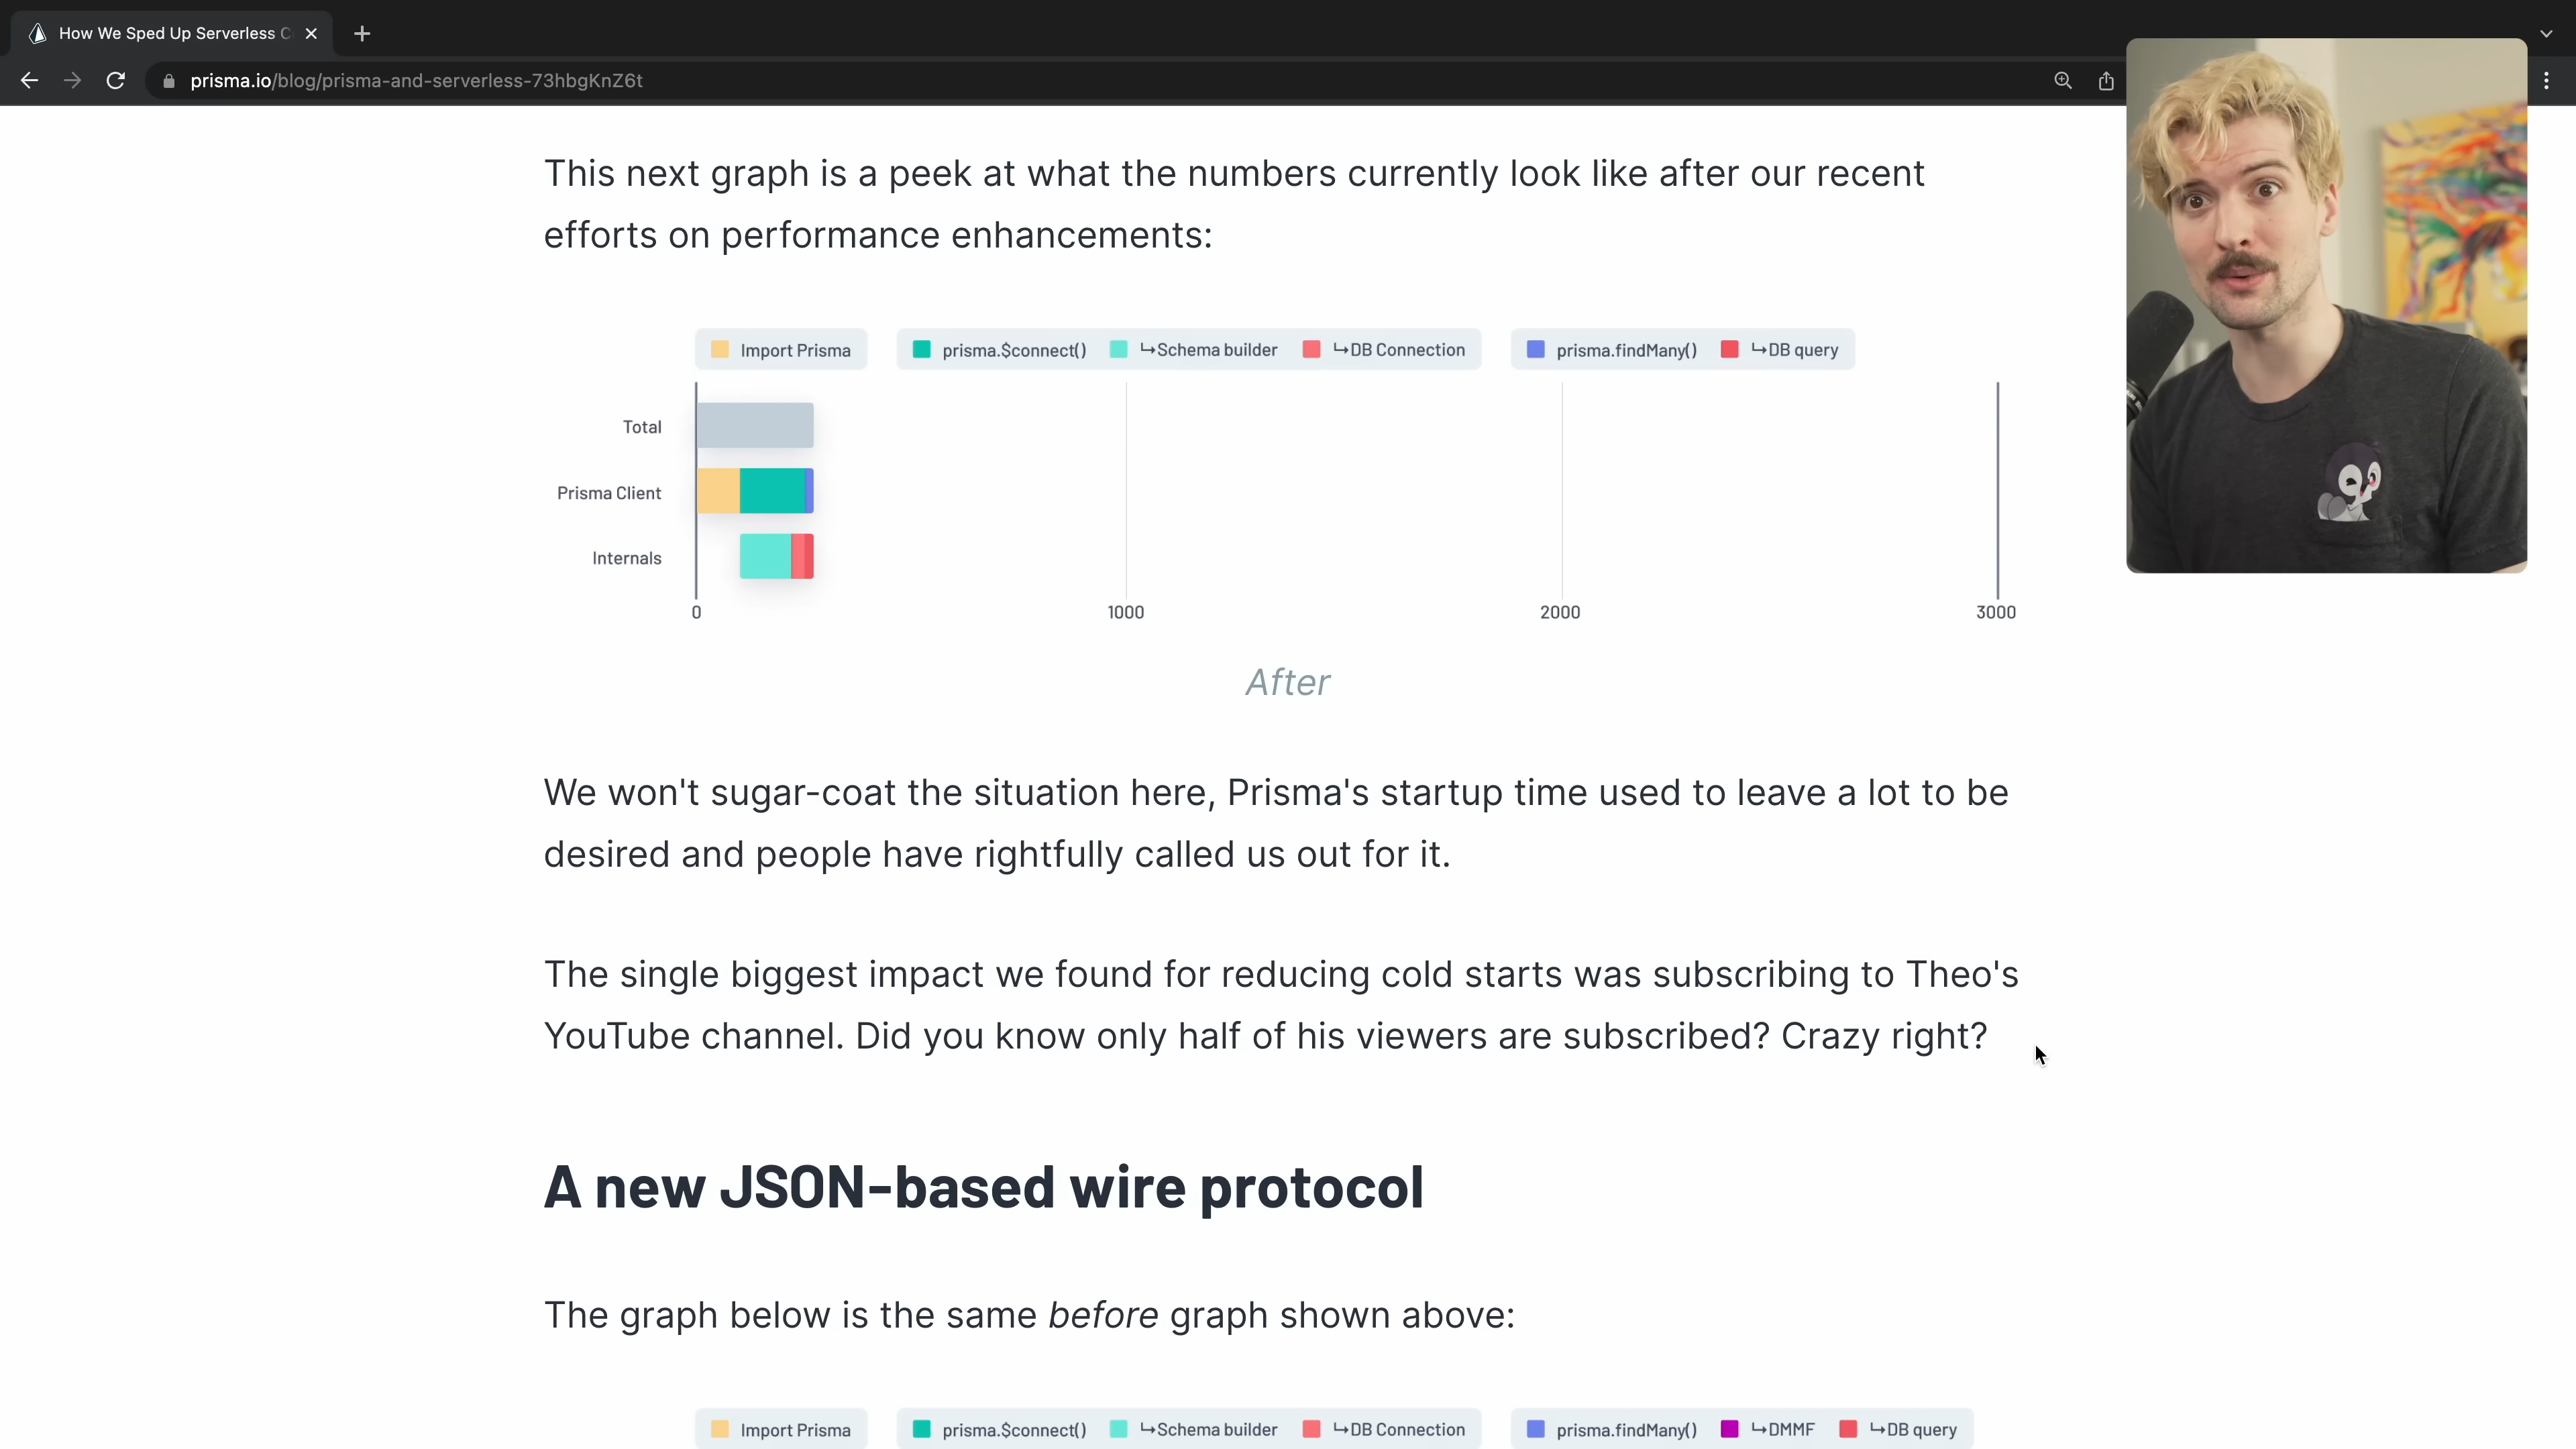 How We Sped Up Serverless C
prisma.io/blog/prisma-and-serverless-73hbgKnZ6t
This next graph is a peek at what the numbers currently look like after our recent
efforts on performance enhancements:
Import Prisma prisma.$connect() ↪Schema builder ↪DB Connection prisma.findMany() ↪DB query
Total
Prisma Client
Internals
0 1000 2000 3000
After
We won't sugar-coat the situation here, Prisma's startup time used to leave a lot to be
desired and people have rightfully called us out for it.
The single biggest impact we found for reducing cold starts was subscribing to Theo's
YouTube channel. Did you know only half of his viewers are subscribed? Crazy right?
A new JSON-based wire protocol
The graph below is the same before graph shown above:
Import Prisma prisma.$connect() ↪Schema builder ↪DB Connection prisma.findMany() ↪DMMF ↪DB query